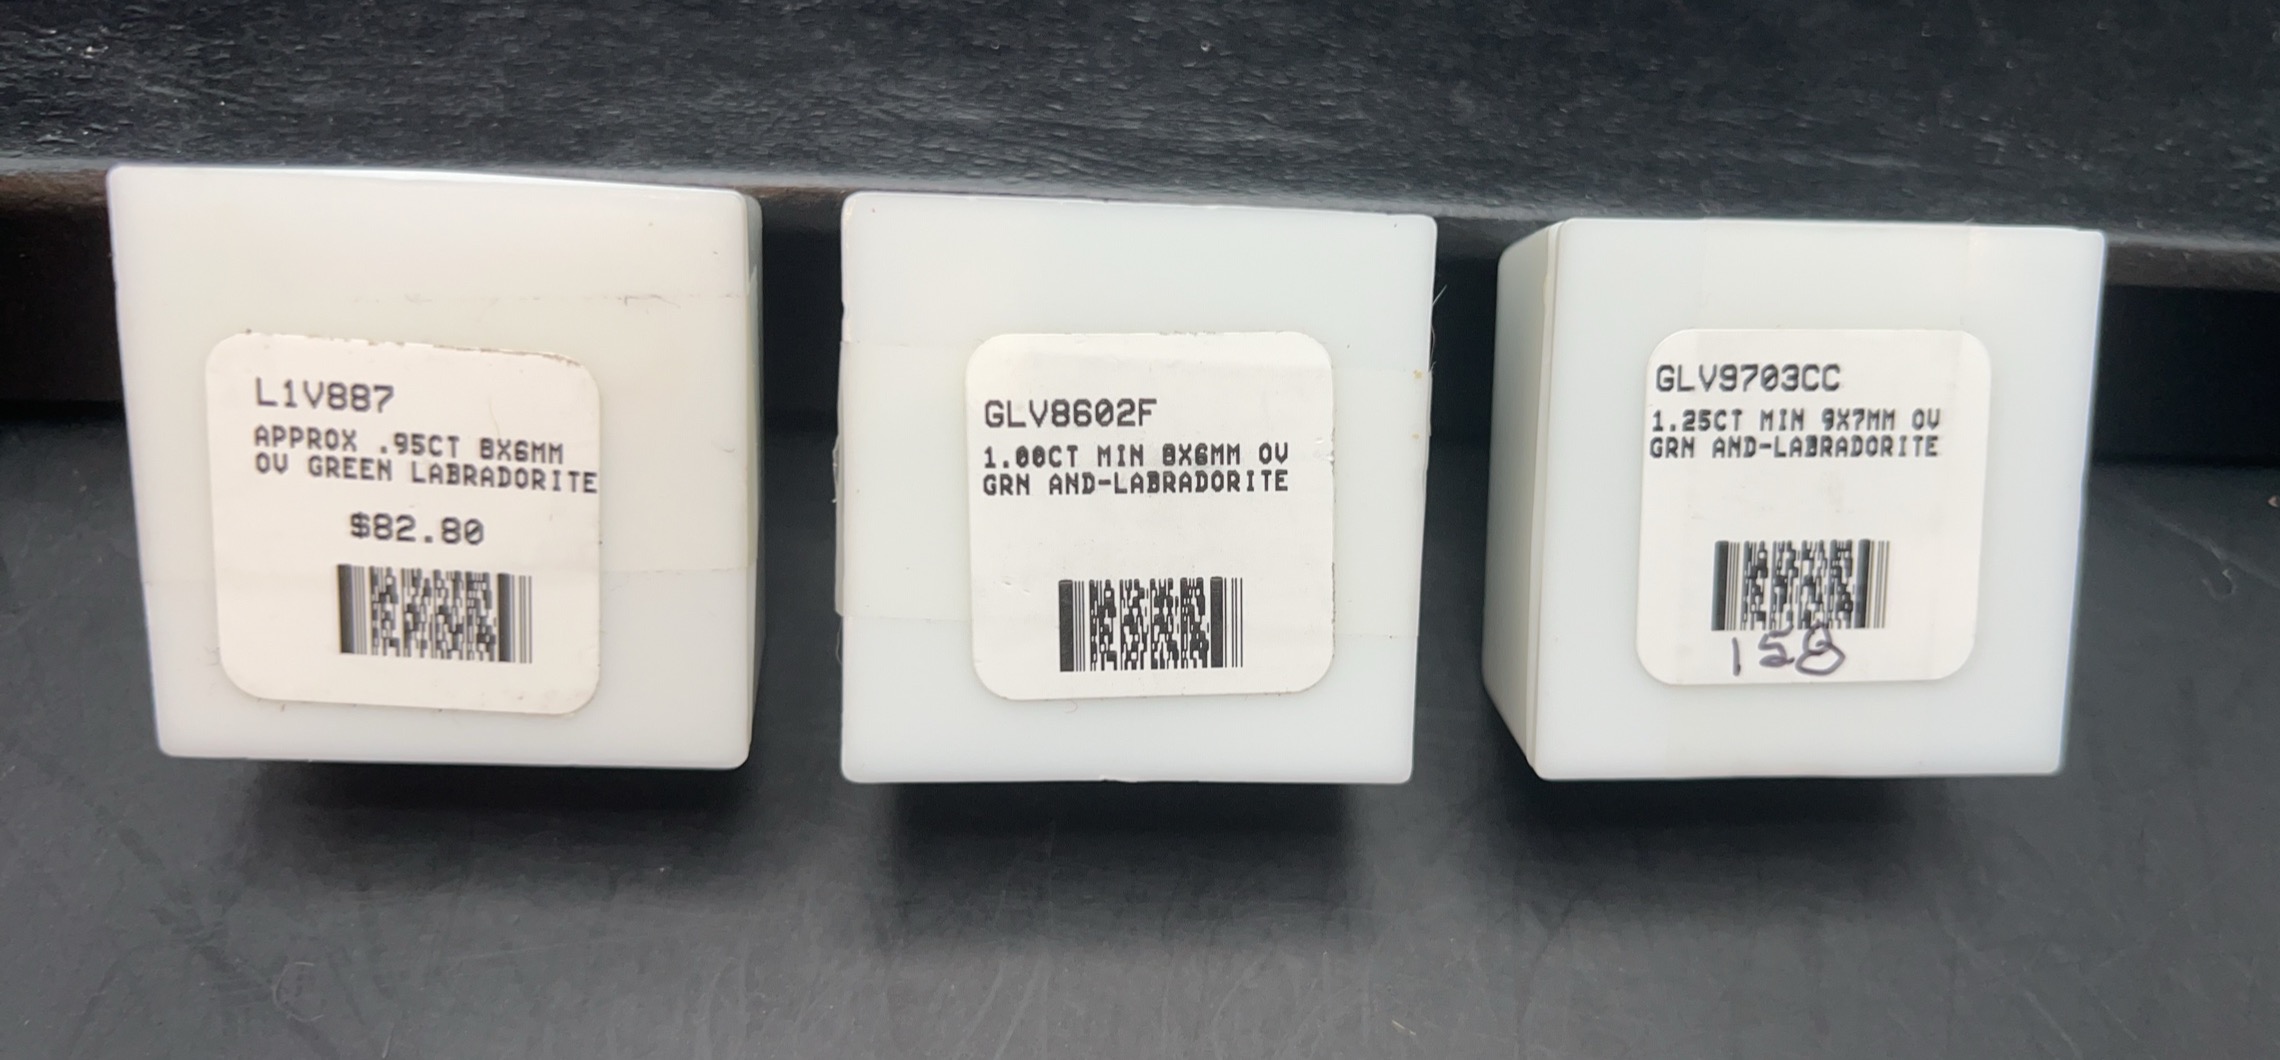 L1V887
APPROX .95CT 8X6MM
OV GREEN LABRADORITE
$82.80
GLV8602F
1.00CT MIN 8X6MM OV
GRN AND-LABRADORITE
GLV9703CC
1.25CT MIN 9X7MM OV
GRN AND-LABRADORITE
158